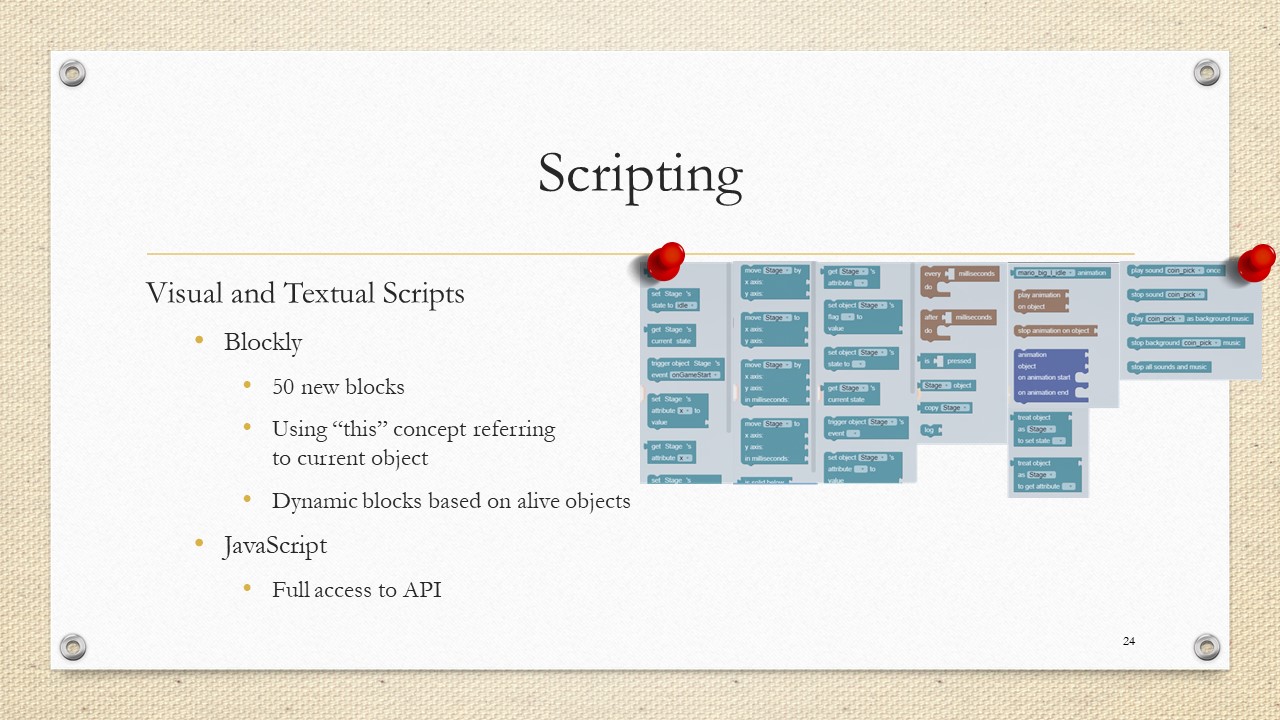 Scripting
Visual and Textual Scripts
Blockly
50 new blocks
Using “this” concept referring
to current object
Dynamic blocks based on alive objects
JavaScript
Full access to API
set Stage 's
state to idle
get Stage 's
current state
trigger object Stage 's
event onGameStart
set Stage 's
attribute x to
value
get Stage 's
attribute x
set Stage 's
move Stage by
x axis:
y axis:
move Stage to
x axis:
y axis:
move Stage by
x axis:
y axis:
in milliseconds:
move Stage to
x axis:
y axis:
in milliseconds:
is solid below
get Stage 's
attribute
set object Stage 's
flag to
value
set object Stage 's
state to
get Stage 's
current state
trigger object Stage 's
event
set object Stage 's
attribute to
value
every milliseconds
do
after milliseconds
do
is pressed
Stage object
copy Stage
log
mario_big_l_idle animation
play animation
on object
stop animation on object
animation
object
on animation start
on animation end
treat object
as Stage
to set state
treat object
as Stage
to get attribute
play sound coin_pick once
stop sound coin_pick
play coin_pick as background music
stop background coin_pick music
stop all sounds and music
24